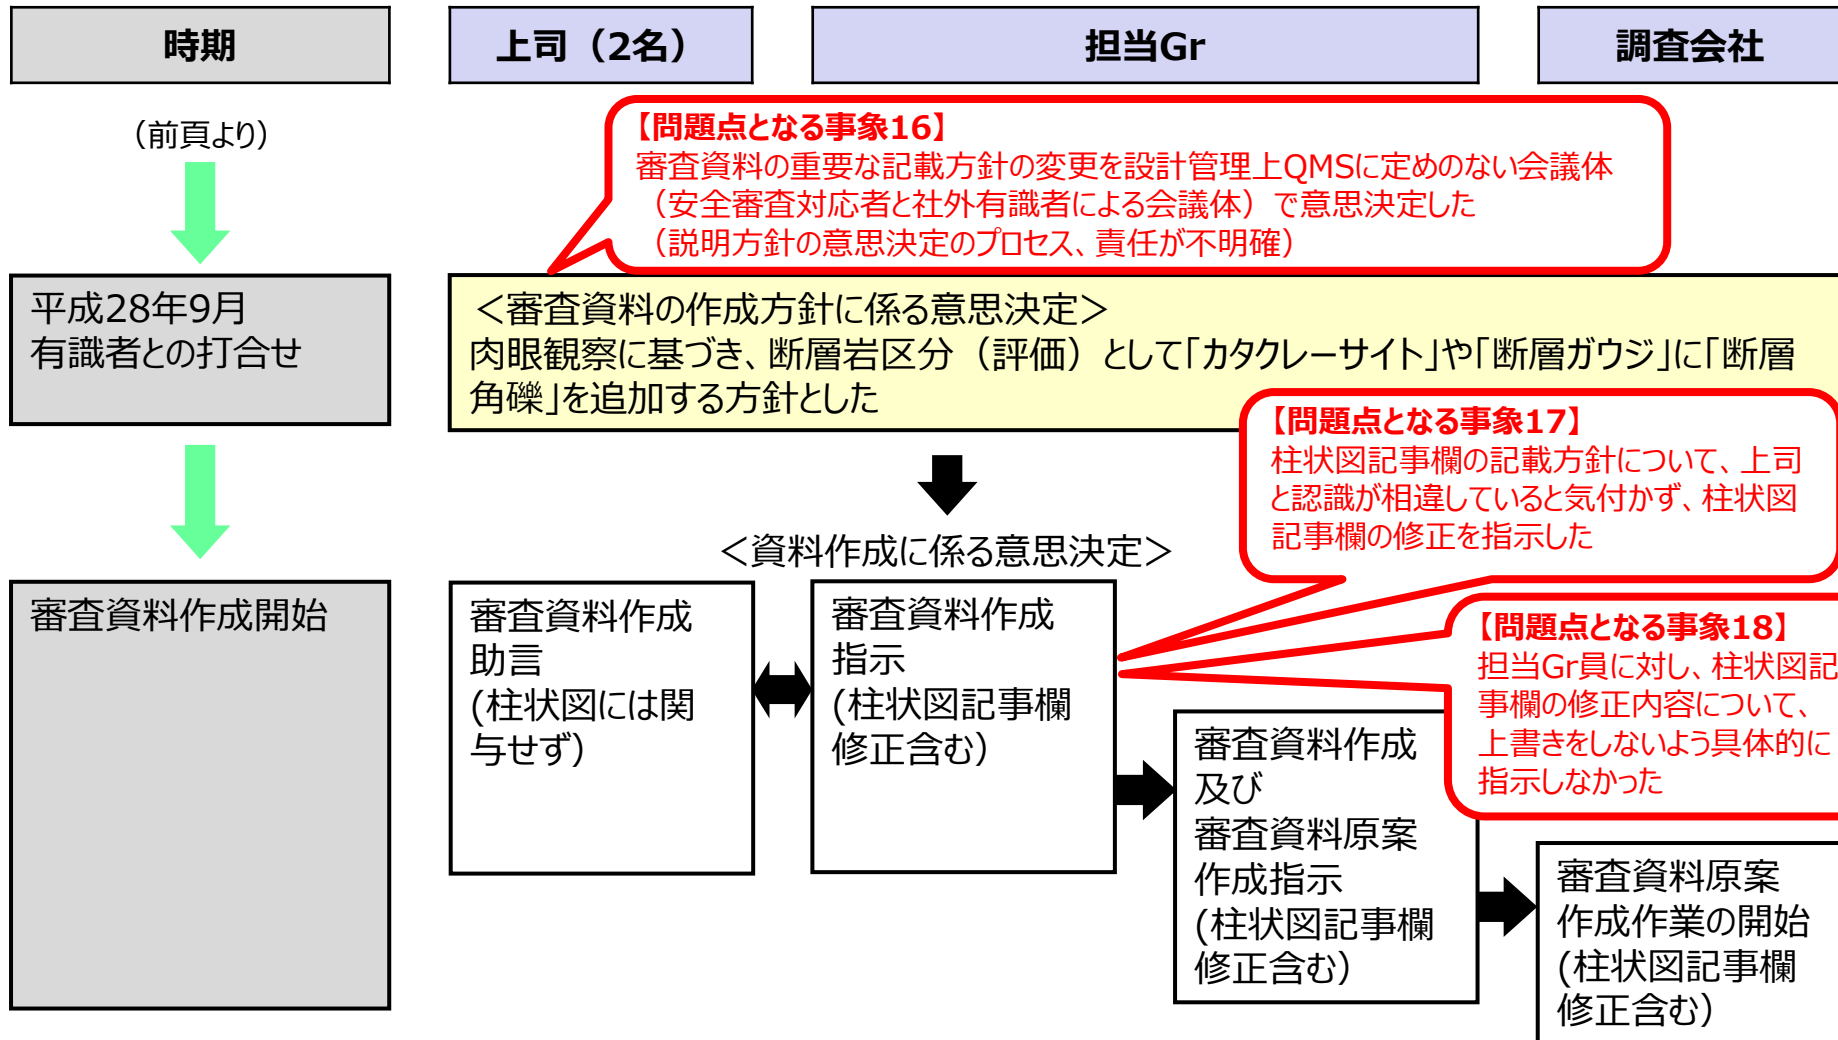 時期
上司（2名）
担当Gr
調査会社
（前頁より）
【問題点となる事象16】
審査資料の重要な記載方針の変更を設計管理上QMSに定めのない会議体
（安全審査対応者と社外有識者による会議体）で意思決定した
（説明方針の意思決定のプロセス、責任が不明確）
平成28年9月
有識者との打合せ
＜審査資料の作成方針に係る意思決定＞
肉眼観察に基づき、断層岩区分（評価）として「カタクレーサイト」や「断層ガウジ」に「断層
角礫」を追加する方針とした
【問題点となる事象17】
柱状図記事欄の記載方針について、上司
と認識が相違していると気付かず、柱状図
記事欄の修正を指示した
＜資料作成に係る意思決定＞
審査資料作成開始
審査資料作成
助言
(柱状図には関
与せず）
審査資料作成
指示
(柱状図記事欄
修正含む）
【問題点となる事象18】
担当Gr員に対し、柱状図記
事欄の修正内容について、
上書きをしないよう具体的に
指示しなかった
審査資料作成
及び
審査資料原案
作成指示
(柱状図記事欄
修正含む）
審査資料原案
作成作業の開始
(柱状図記事欄
修正含む）